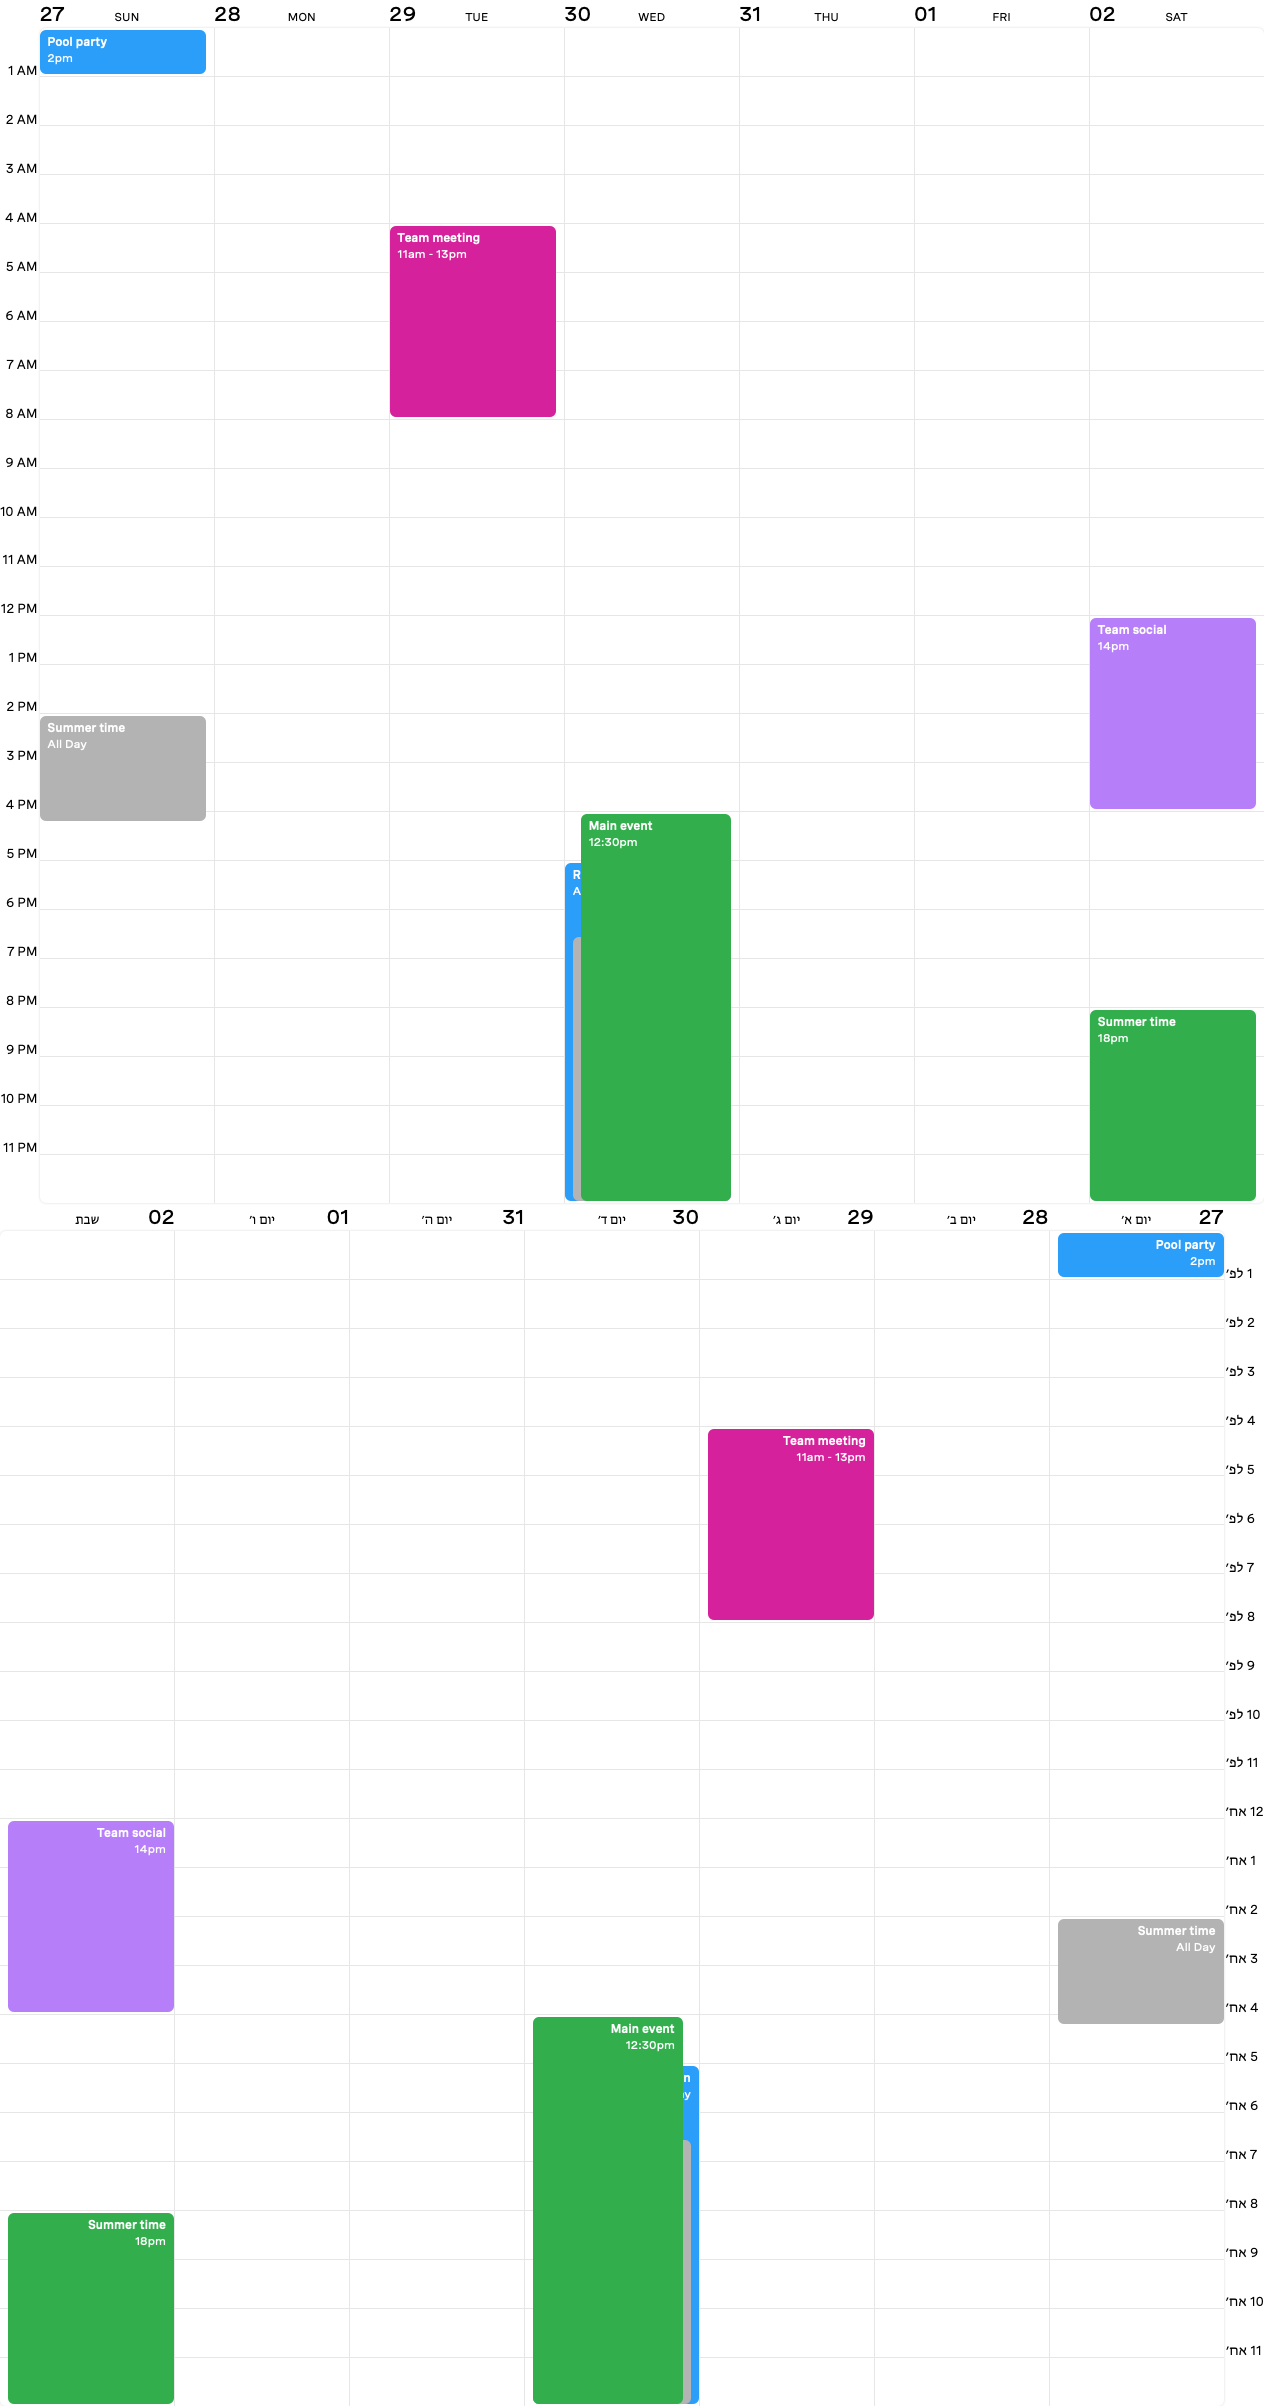 27 SUN 28 MON 29 TUE 30 WED 31 THU 01 FRI 02 SAT
Pool party
2pm
1 AM
2 AM
3 AM
4 AM
Team meeting
11am - 13pm
5 AM
6 AM
7 AM
8 AM
9 AM
10 AM
11 AM
12 PM
Team social
14pm
1 PM
2 PM
Summer time
All Day
3 PM
4 PM
Main event
12:30pm
5 PM
R
A
6 PM
7 PM
8 PM
Summer time
18pm
9 PM
10 PM
11 PM
27 יום א׳ 28 יום ב׳ 29 יום ג׳ 30 יום ד׳ 31 יום ה׳ 01 יום ו׳ 02 שבת
Pool party
2pm
1 לפ׳
2 לפ׳
3 לפ׳
4 לפ׳
Team meeting
11am - 13pm
5 לפ׳
6 לפ׳
7 לפ׳
8 לפ׳
9 לפ׳
10 לפ׳
11 לפ׳
12 אח׳
Team social
14pm
1 אח׳
2 אח׳
Summer time
All Day
3 אח׳
4 אח׳
Main event
12:30pm
5 אח׳
n
y
6 אח׳
7 אח׳
8 אח׳
Summer time
18pm
9 אח׳
10 אח׳
11 אח׳